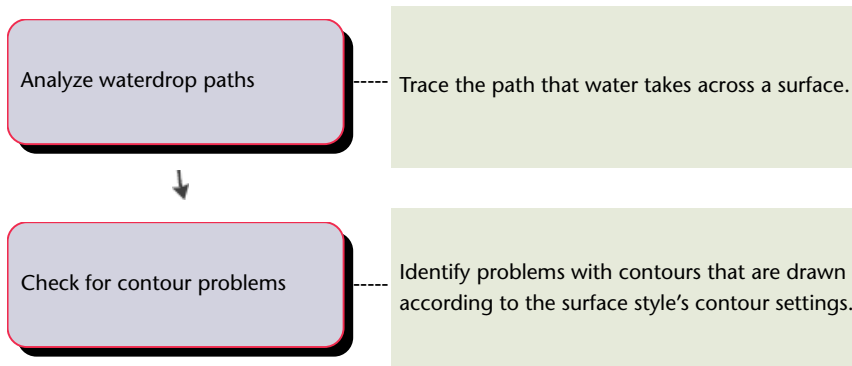 Analyze waterdrop paths
Trace the path that water takes across a surface.
Check for contour problems
Identify problems with contours that are drawn
according to the surface style’s contour settings.